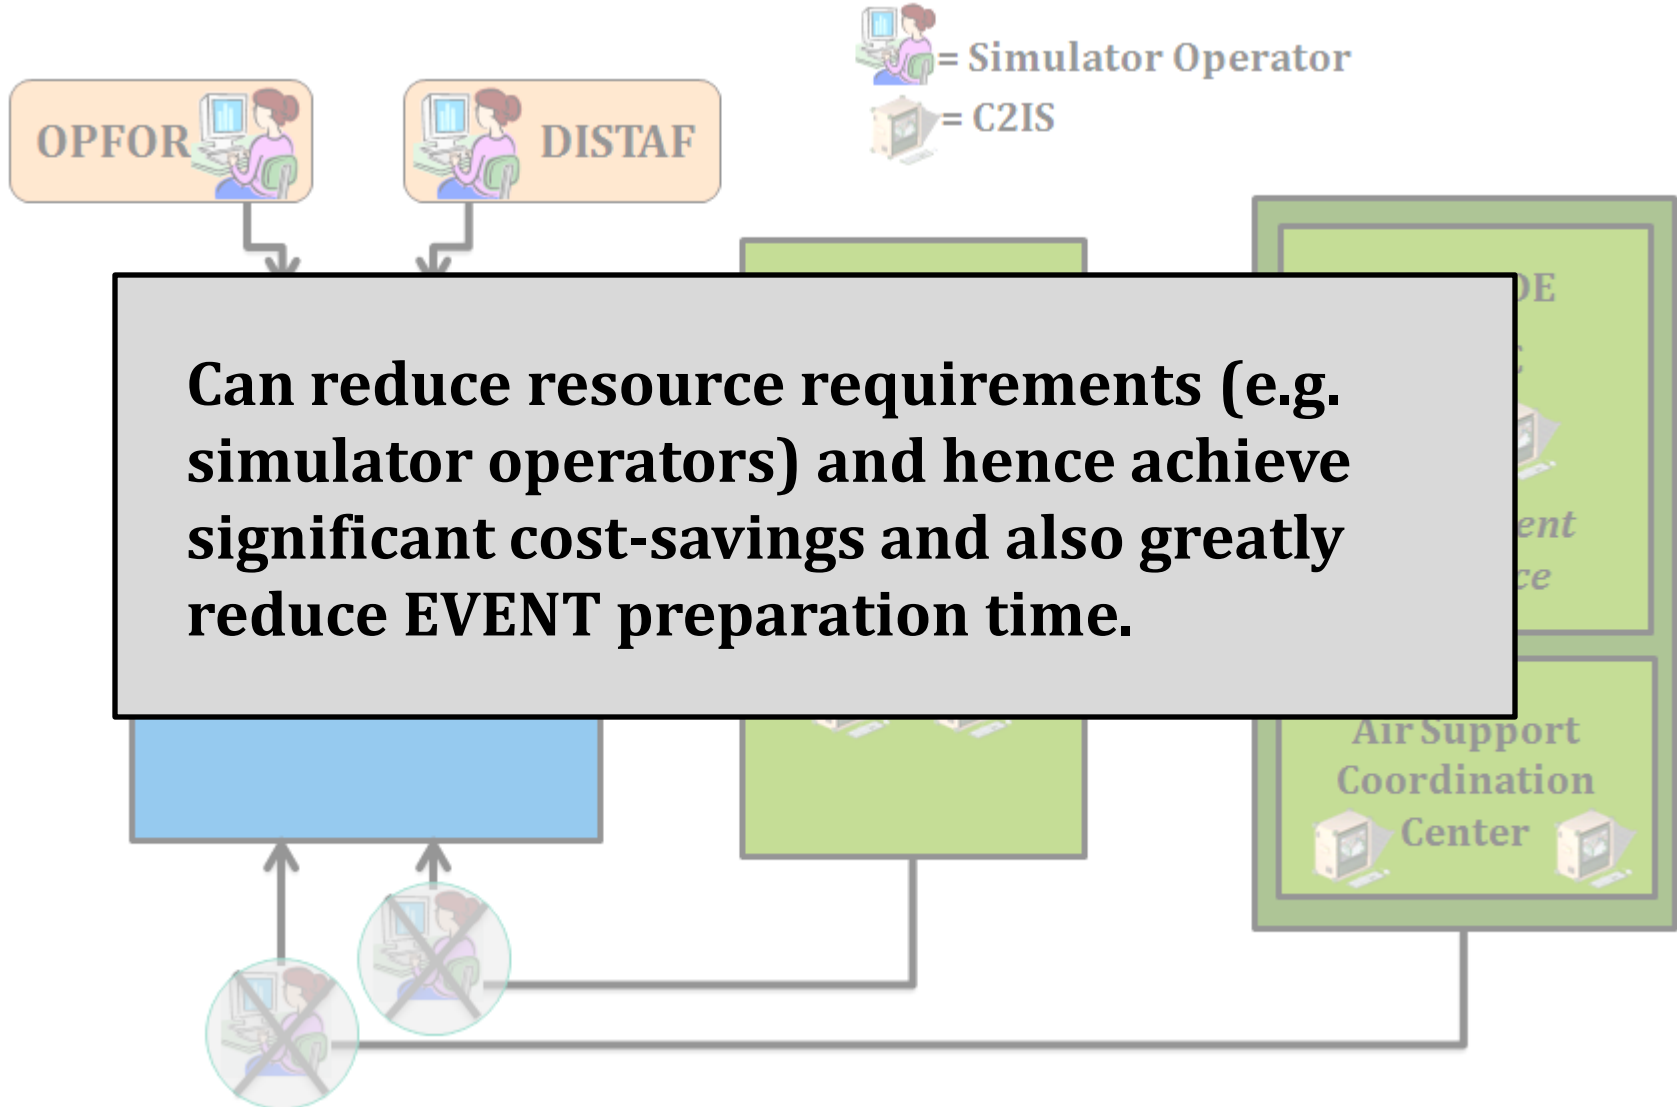 = Simulator Operator
= C2IS
OPFOR
DISTAF
Can reduce resource requirements (e.g.
simulator operators) and hence achieve
significant cost-savings and also greatly
reduce EVENT preparation time.
Air Support
Coordination
Center